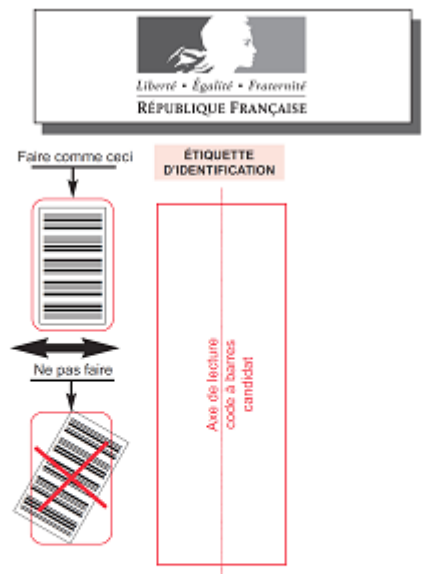 Liberté • Égalité • Fraternité
RÉPUBLIQUE FRANÇAISE
Faire comme ceci
ÉTIQUETTE
D'IDENTIFICATION
Axe de lecture
code à barres
candidat
Ne pas faire